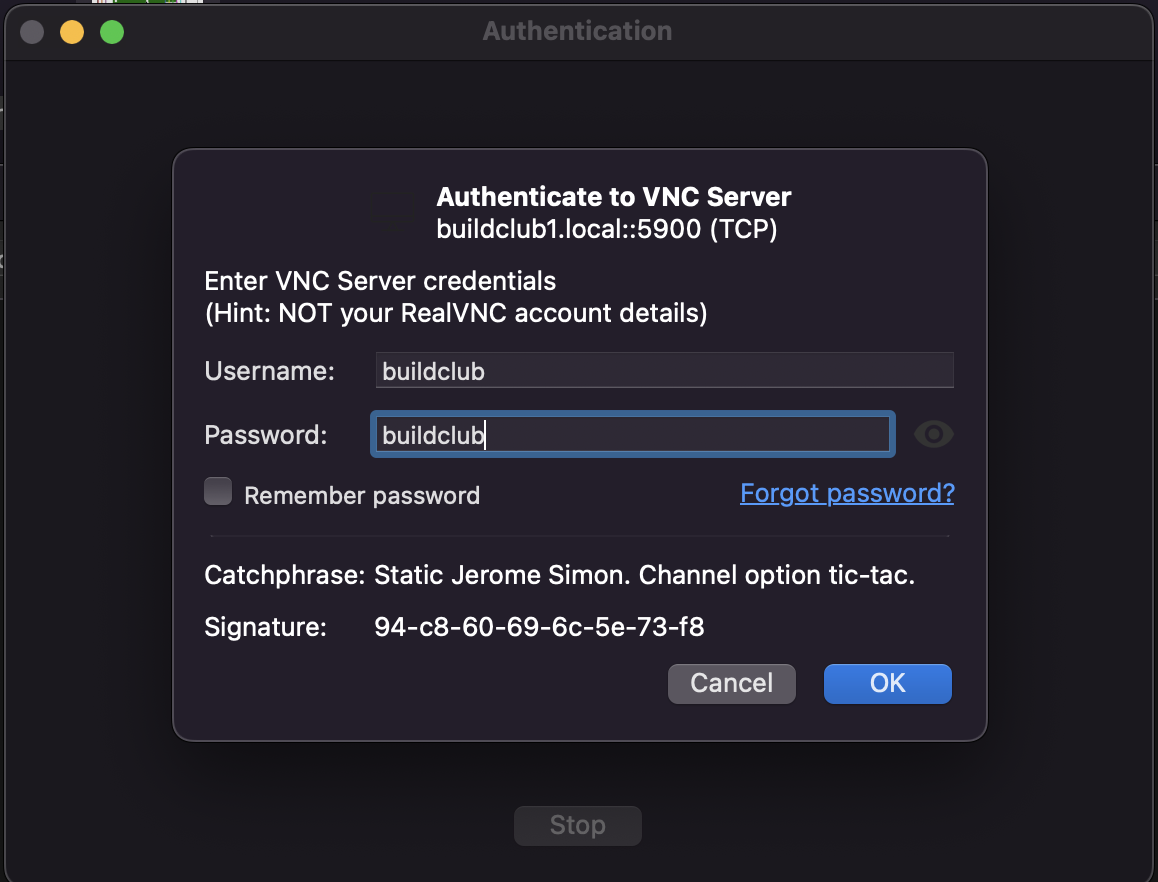 Authentication
Authenticate to VNC Server
buildclub1.local::5900 (TCP)
Enter VNC Server credentials
(Hint: NOT your RealVNC account details)
Username: buildclub
Password: buildclub
Remember password Forgot password?
Catchphrase: Static Jerome Simon. Channel option tic-tac.
Signature: 94-c8-60-69-6c-5e-73-f8
Cancel OK
Stop